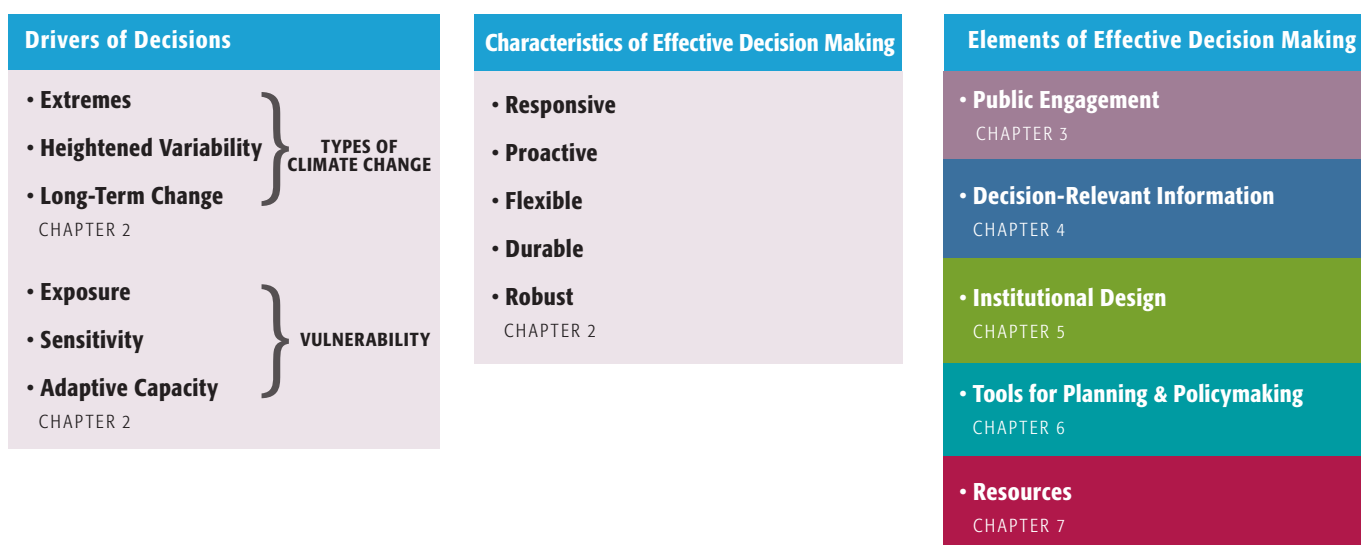 Drivers of Decisions
• Extremes
• Heightened Variability
• Long-Term Change
CHAPTER 2
TYPES OF
CLIMATE CHANGE
• Exposure
• Sensitivity
• Adaptive Capacity
CHAPTER 2
VULNERABILITY
Characteristics of Effective Decision Making
• Responsive
• Proactive
• Flexible
• Durable
• Robust
CHAPTER 2
Elements of Effective Decision Making
• Public Engagement
CHAPTER 3
• Decision-Relevant Information
CHAPTER 4
• Institutional Design
CHAPTER 5
• Tools for Planning & Policymaking
CHAPTER 6
• Resources
CHAPTER 7